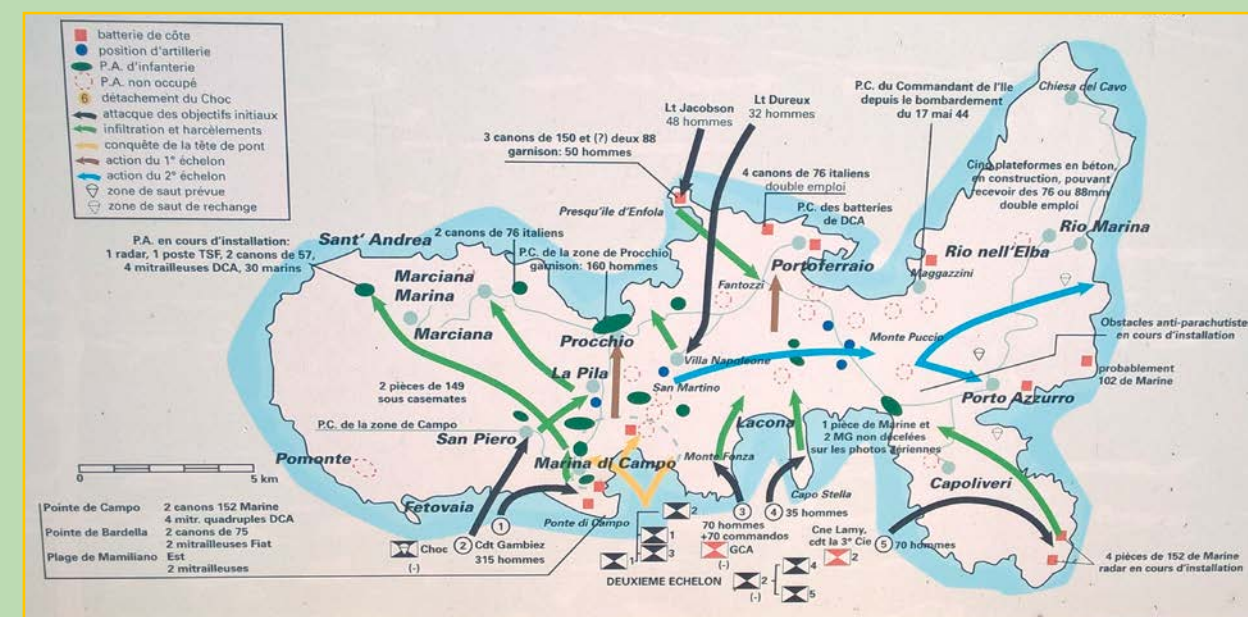 batterie de côte
position d'artillerie
P.A. d'infanterie
P.A. non occupé
6 détachement du Choc
attaque des objectifs initiaux
infiltration et harcèlements
conquête de la tête de pont
action du 1° échelon
action du 2° échelon
zone de saut prévue
zone de saut de rechange
Lt Jacobson
48 hommes
Lt Dureux
32 hommes
P.C. du Commandant de l'Ile
depuis le bombardement
du 17 mai 44
Chiesa del Cavo
3 canons de 150 et (?) deux 88
garnison: 50 hommes
4 canons de 76 italiens
double emploi
Cinq plateformes en béton,
en construction, pouvant
recevoir des 76 ou 88mm
double emploi
P.C. des batteries
de DCA
Presqu'ile d'Enfola
P.A. en cours d'installation:
1 radar, 1 poste TSF, 2 canons de 57,
4 mitrailleuses DCA, 30 marins
Sant' Andrea
2 canons de 76 italiens
P.C. de la zone de Procchio
garnison: 160 hommes
Rio Marina
Rio nell'Elba
Portoferraio
Maggazzini
Marciana
Marina
Fantozzi
Marciana
Procchio
Monte Puccio
Obstacles anti-parachutiste
en cours d'installation
Villa Napoleone
La Pila
San Martino
probablement
102 de Marine
Porto Azzurro
2 pièces de 149
sous casemates
P.C. de la zone de Campo
San Piero
Lacona
1 pièce de Marine et
2 MG non décelées
sur les photos aériennes
Pomonte
Marina di Campo
Monte Fonza
Capoliveri
5 km
Capo Stella
Fetovaia
Ponte di Campo
Pointe de Campo 2 canons 152 Marine
4 mitr. quadruples DCA
Pointe de Bardella 2 canons de 75
2 mitrailleuses Fiat
Plage de Mamiliano Est
2 mitrailleuses
1
Choc
(-)
2 Cdt Gambiez
315 hommes
2
1
3
1
DEUXIEME ECHELON
3
70 hommes
+70 commandos
GCA
(-)
4 35 hommes
2
(-)
4
5
Cne Lamy,
cdt la 3° Cie
2
5 70 hommes
4 pièces de 152 de Marine
radar en cours d'installation